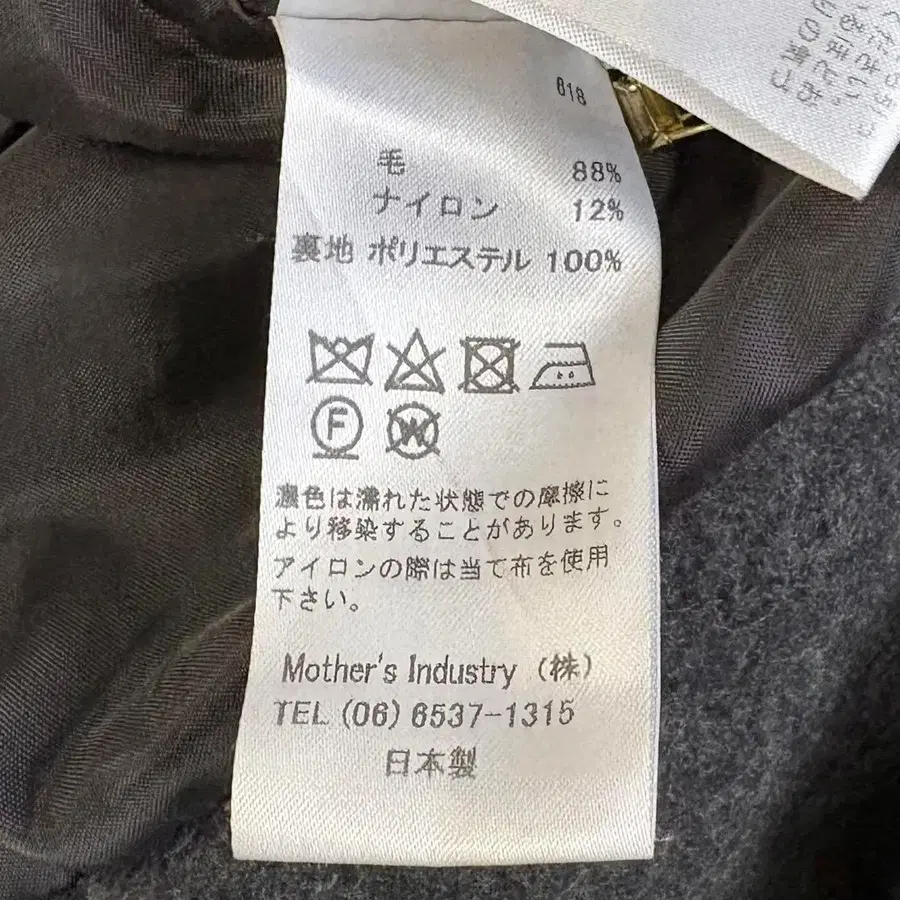 618
毛 88%
ナイロン 12%
裏地 ポリエステル 100%
F
W
濃色は濡れた状態での摩擦に
より移染することがあります。
アイロンの際は当て布を使用
下さい。
Mother's Industry (株)
TEL (06) 6537-1315
日本製